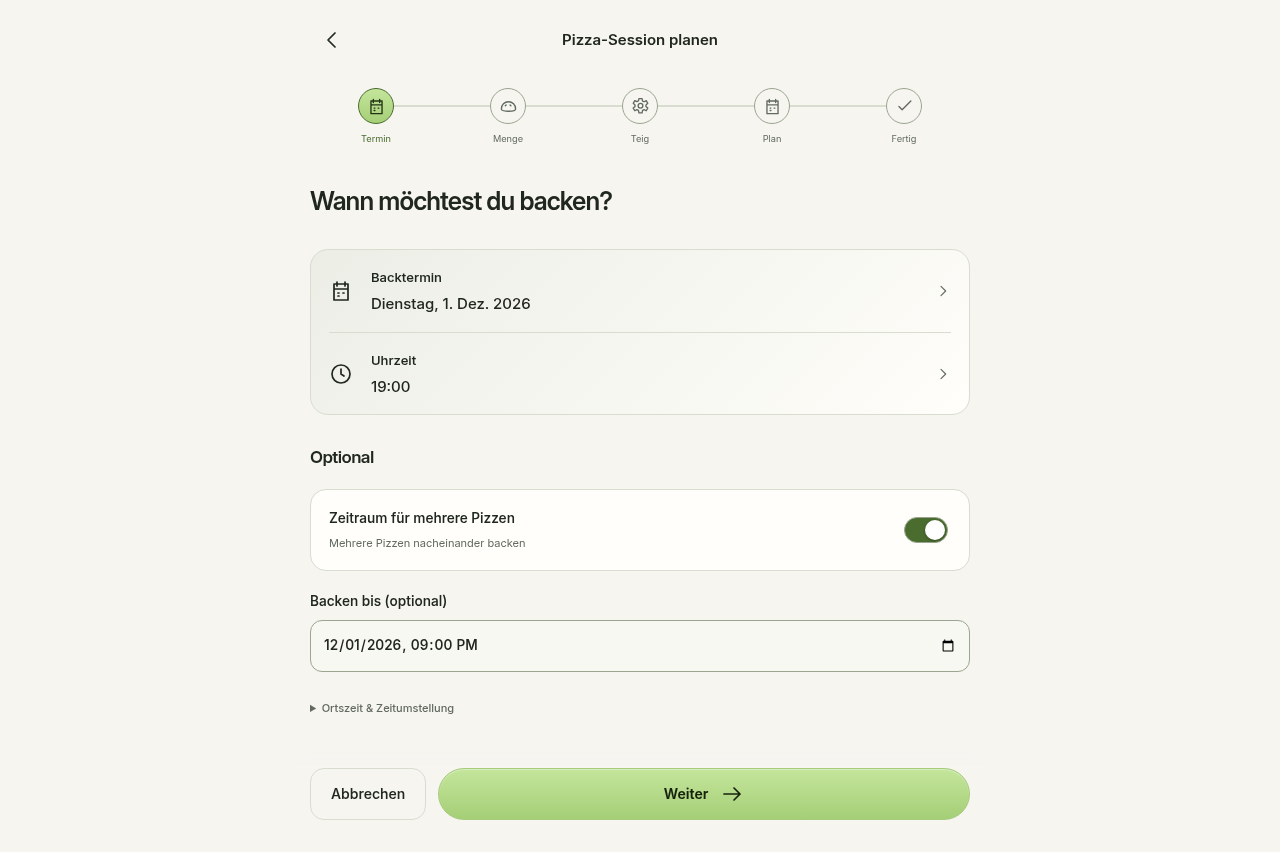 Pizza-Session planen
Termin
Menge
Teig
Plan
Fertig
Wann möchtest du backen?
Backtermin
Dienstag, 1. Dez. 2026
Uhrzeit
19:00
Optional
Zeitraum für mehrere Pizzen
Mehrere Pizzen nacheinander backen
Backen bis (optional)
12/01/2026, 09:00 PM
Ortszeit & Zeitumstellung
Abbrechen
Weiter